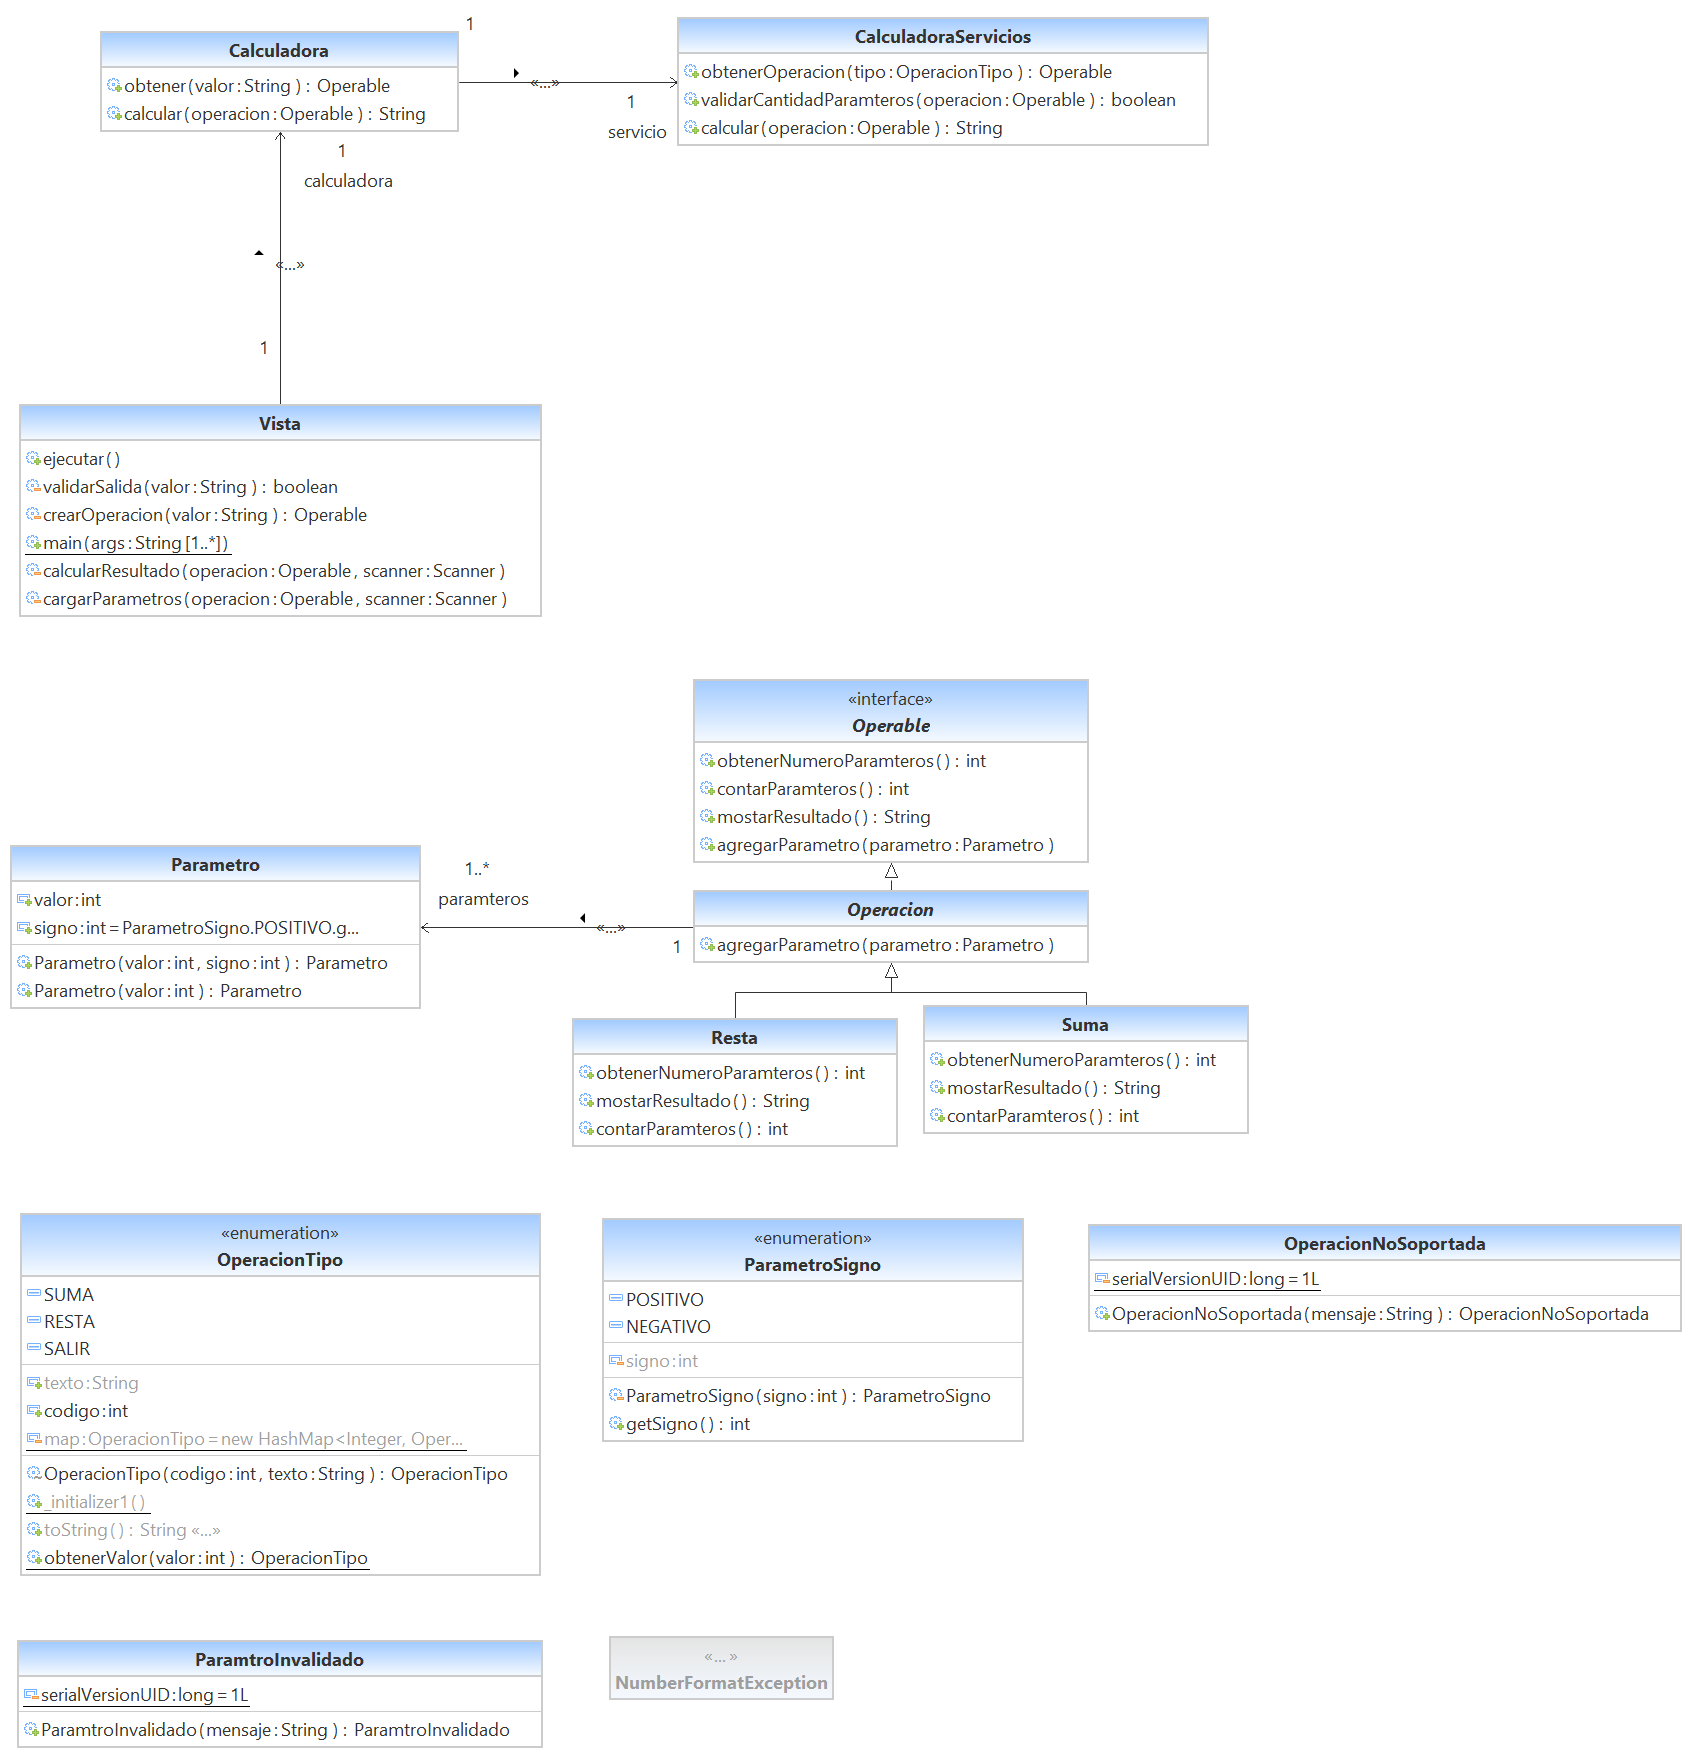 Calculadora
obtener(valor:String ) : Operable
calcular(operacion:Operable ) : String
1
«...»
1
servicio
CalculadoraServicios
obtenerOperacion(tipo:OperacionTipo ) : Operable
validarCantidadParamteros(operacion:Operable ) : boolean
calcular(operacion:Operable ) : String
1
calculadora
«...»
1
Vista
ejecutar()
validarSalida(valor:String ) : boolean
crearOperacion(valor:String ) : Operable
main(args:String[1..*])
calcularResultado(operacion:Operable, scanner:Scanner )
cargarParametros(operacion:Operable, scanner:Scanner )
«interface»
Operable
obtenerNumeroParamteros() : int
contarParamteros() : int
mostarResultado() : String
agregarParametro(parametro:Parametro )
Parametro
valor:int
signo:int=ParametroSigno.POSITIVO.g...
Parametro(valor:int, signo:int ) : Parametro
Parametro(valor:int ) : Parametro
1..*
paramteros
«...»
1
Operacion
agregarParametro(parametro:Parametro )
Resta
obtenerNumeroParamteros() : int
mostarResultado() : String
contarParamteros() : int
Suma
obtenerNumeroParamteros() : int
mostarResultado() : String
contarParamteros() : int
«enumeration»
OperacionTipo
SUMA
RESTA
SALIR
texto:String
codigo:int
map:OperacionTipo=new HashMap<Integer, Oper...
OperacionTipo(codigo:int, texto:String ) : OperacionTipo
_initializer1()
toString() : String «...»
obtenerValor(valor:int ) : OperacionTipo
«enumeration»
ParametroSigno
POSITIVO
NEGATIVO
signo:int
ParametroSigno(signo:int ) : ParametroSigno
getSigno() : int
OperacionNoSoportada
serialVersionUID:long=1L
OperacionNoSoportada(mensaje:String ) : OperacionNoSoportada
ParamtroInvalidado
serialVersionUID:long=1L
ParamtroInvalidado(mensaje:String ) : ParamtroInvalidado
«...»
NumberFormatException